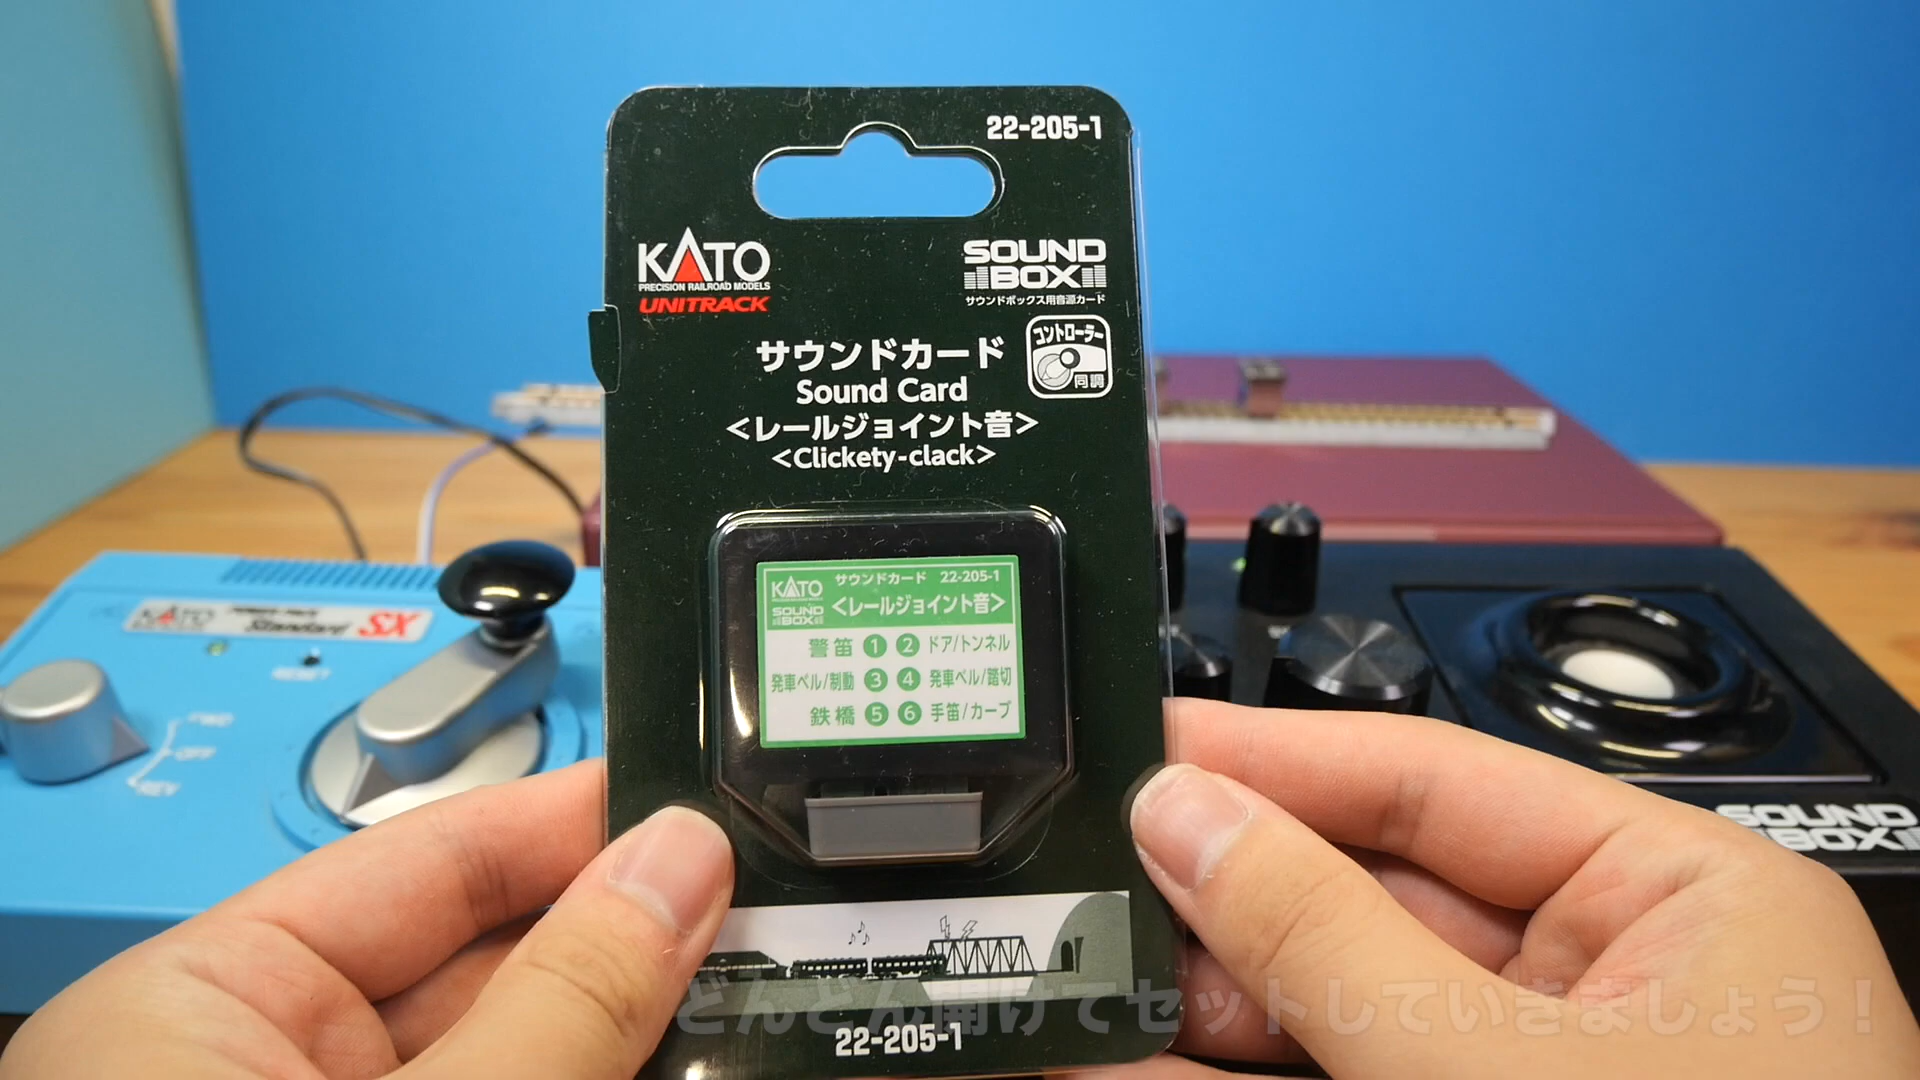 22-205-1
KATO
PRECISION RAILROAD MODELS
UNITRACK
SOUND
BOX
サウンドボックス用音源カード
コントローラー
同調
サウンドカード
Sound Card
<レールジョイント音>
<Clickety-clack>
KATO
サウンドカード 22-205-1
SOUND
BOX
<レールジョイント音>
警笛 1 2 ドア/トンネル
発車ベル/制動 3 4 発車ベル/踏切
鉄橋 5 6 手笛/カーブ
KATO
Standard SX
RESET
FWD
OFF
REV
SOUND
BOX
どんどん開けてセットしていきましょう!
22-205-1